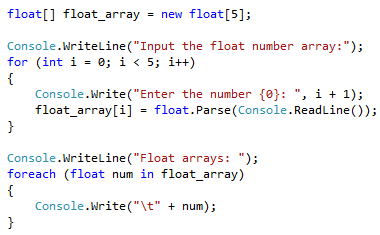 float[] float_array = new float[5];
Console.WriteLine("Input the float number array:");
for (int i = 0; i < 5; i++)
{
    Console.Write("Enter the number {0}: ", i + 1);
    float_array[i] = float.Parse(Console.ReadLine());
}
Console.WriteLine("Float arrays: ");
foreach (float num in float_array)
{
    Console.Write("\t" + num);
}